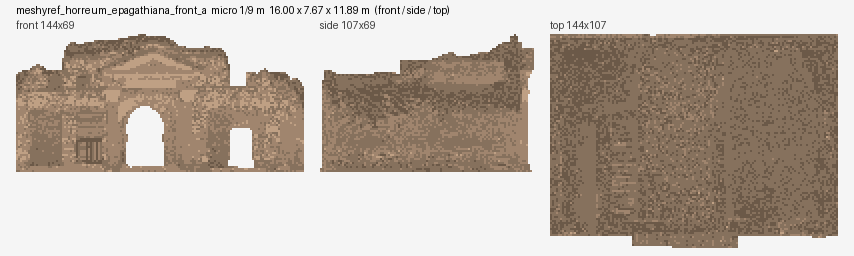 meshyref_horreum_epagathiana_front_a micro 1/9 m 16.00 x 7.67 x 11.89 m (front / side / top)
front 144x69
side 107x69
top 144x107